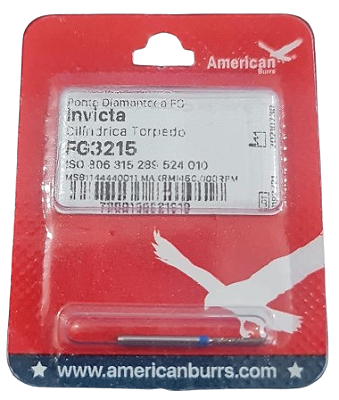 American
Burrs
Ponta Diamantada FG
Invicta
Cilíndrica Torpedo
FG3215
ISO 806 315 289 524 010
www.americanburrs.com